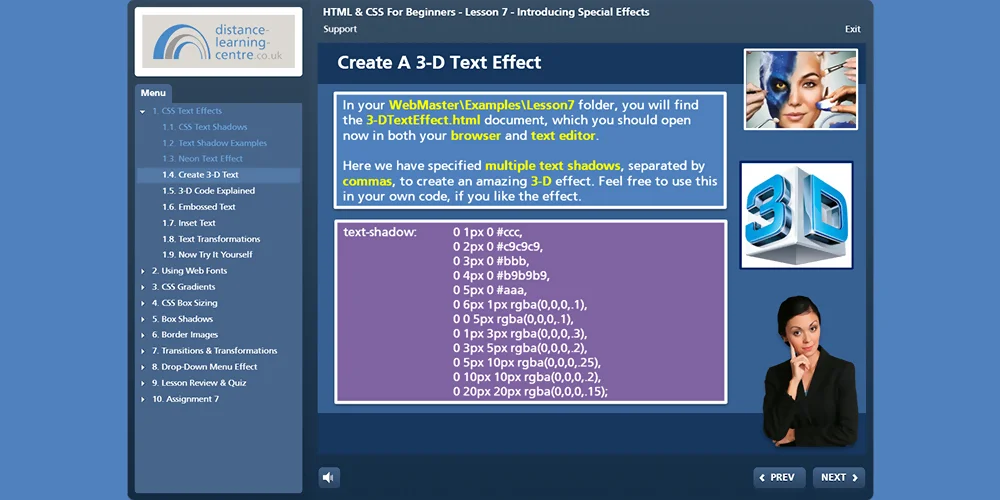 HTML & CSS For Beginners - Lesson 7 - Introducing Special Effects
Support
Exit
distance-
learning-
centre.co.uk
Menu
1. CSS Text Effects
1.1. CSS Text Shadows
1.2. Text Shadow Examples
1.3. Neon Text Effect
1.4. Create 3-D Text
1.5. 3-D Code Explained
1.6. Embossed Text
1.7. Inset Text
1.8. Text Transformations
1.9. Now Try It Yourself
2. Using Web Fonts
3. CSS Gradients
4. CSS Box Sizing
5. Box Shadows
6. Border Images
7. Transitions & Transformations
8. Drop-Down Menu Effect
9. Lesson Review & Quiz
10. Assignment 7
Create A 3-D Text Effect
In your WebMaster\Examples\Lesson7 folder, you will find
the 3-DTextEffect.html document, which you should open
now in both your browser and text editor.
Here we have specified multiple text shadows, separated by
commas, to create an amazing 3-D effect. Feel free to use this
in your own code, if you like the effect.
text-shadow: 0 1px 0 #ccc,
0 2px 0 #c9c9c9,
0 3px 0 #bbb,
0 4px 0 #b9b9b9,
0 5px 0 #aaa,
0 6px 1px rgba(0,0,0,.1),
0 0 5px rgba(0,0,0,.1),
0 1px 3px rgba(0,0,0,.3),
0 3px 5px rgba(0,0,0,.2),
0 5px 10px rgba(0,0,0,.25),
0 10px 10px rgba(0,0,0,.2),
0 20px 20px rgba(0,0,0,.15);
3D
PREV
NEXT